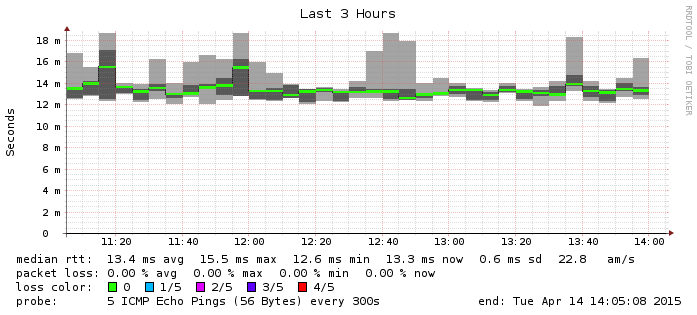 Last 3 Hours
RRDTOOL / TOBI OETIKER
Seconds
18 m
16 m
14 m
12 m
10 m
8 m
6 m
4 m
2 m
0
11:20 11:40 12:00 12:20 12:40 13:00 13:20 13:40 14:00
median rtt: 13.4 ms avg 15.5 ms max 12.6 ms min 13.3 ms now 0.6 ms sd 22.8 am/s
packet loss: 0.00 % avg 0.00 % max 0.00 % min 0.00 % now
loss color: 0 1/5 2/5 3/5 4/5
probe: 5 ICMP Echo Pings (56 Bytes) every 300s end: Tue Apr 14 14:05:08 2015